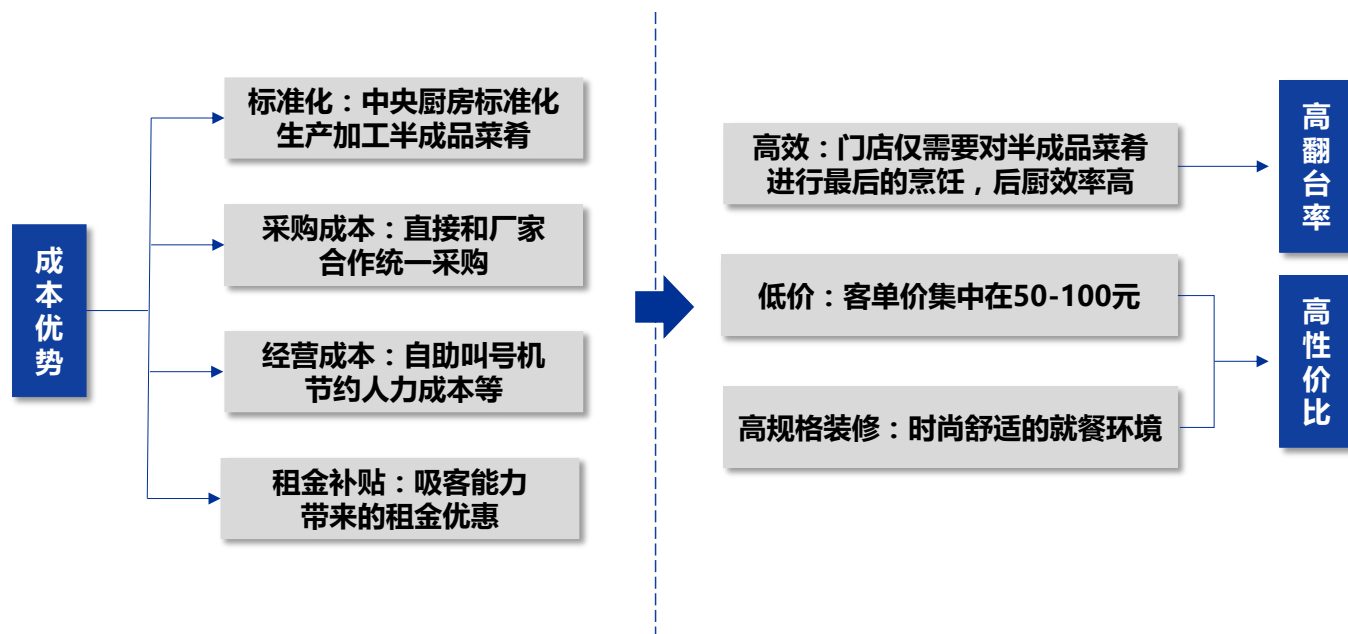 成本优势
标准化：中央厨房标准化
生产加工半成品菜肴
采购成本：直接和厂家
合作统一采购
经营成本：自助叫号机
节约人力成本等
租金补贴：吸客能力
带来的租金优惠
高效：门店仅需要对半成品菜肴
进行最后的烹饪，后厨效率高
低价：客单价集中在50-100元
高规格装修：时尚舒适的就餐环境
高翻台率
高性价比